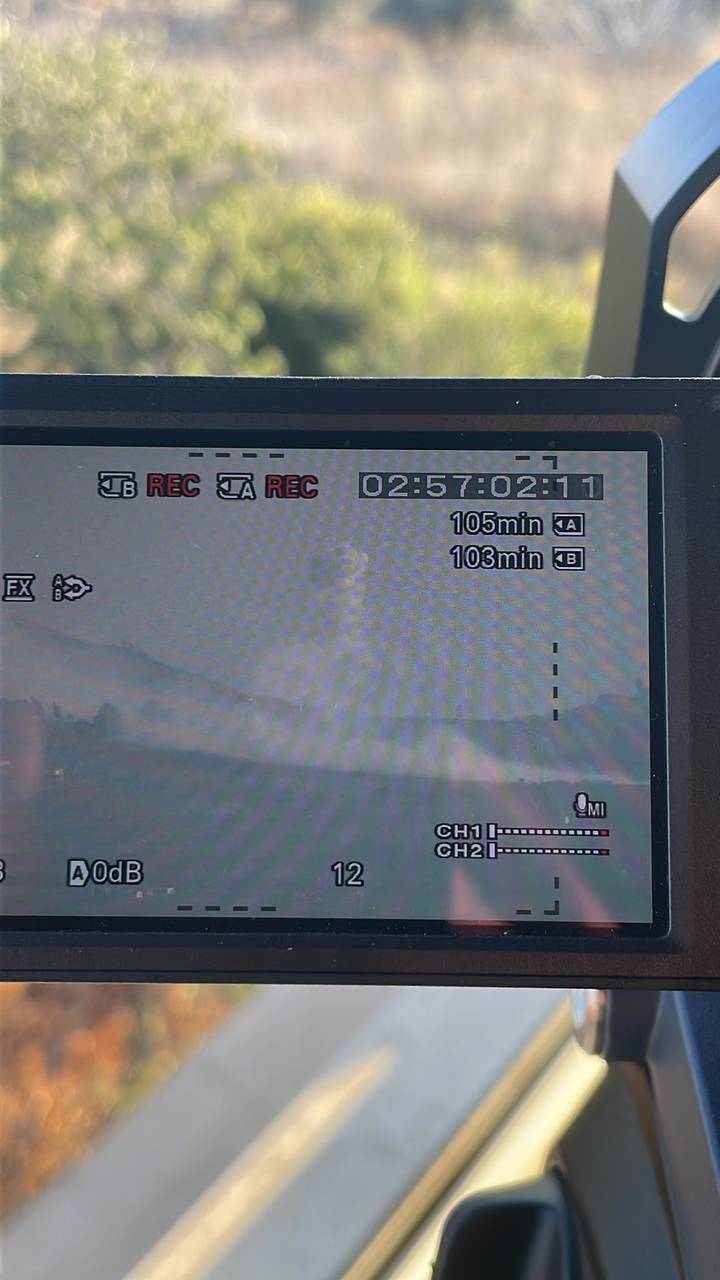 B REC A REC 02:57:02:11
105min A
103min B
FX A B
MI
CH1
CH2
A 0dB 12